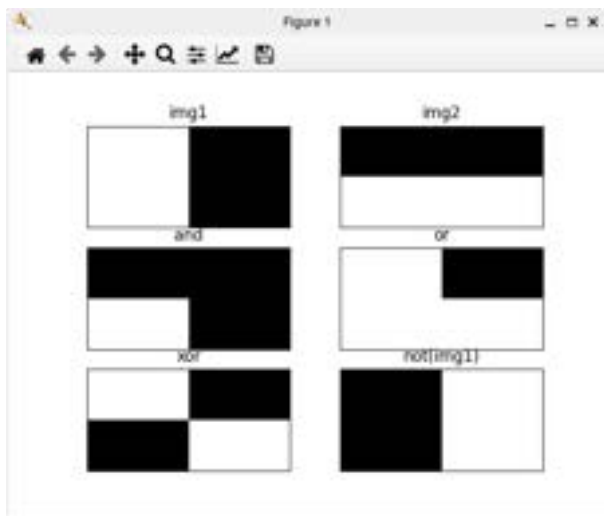 Figure 1
img1
img2
and
or
xor
not(img1)